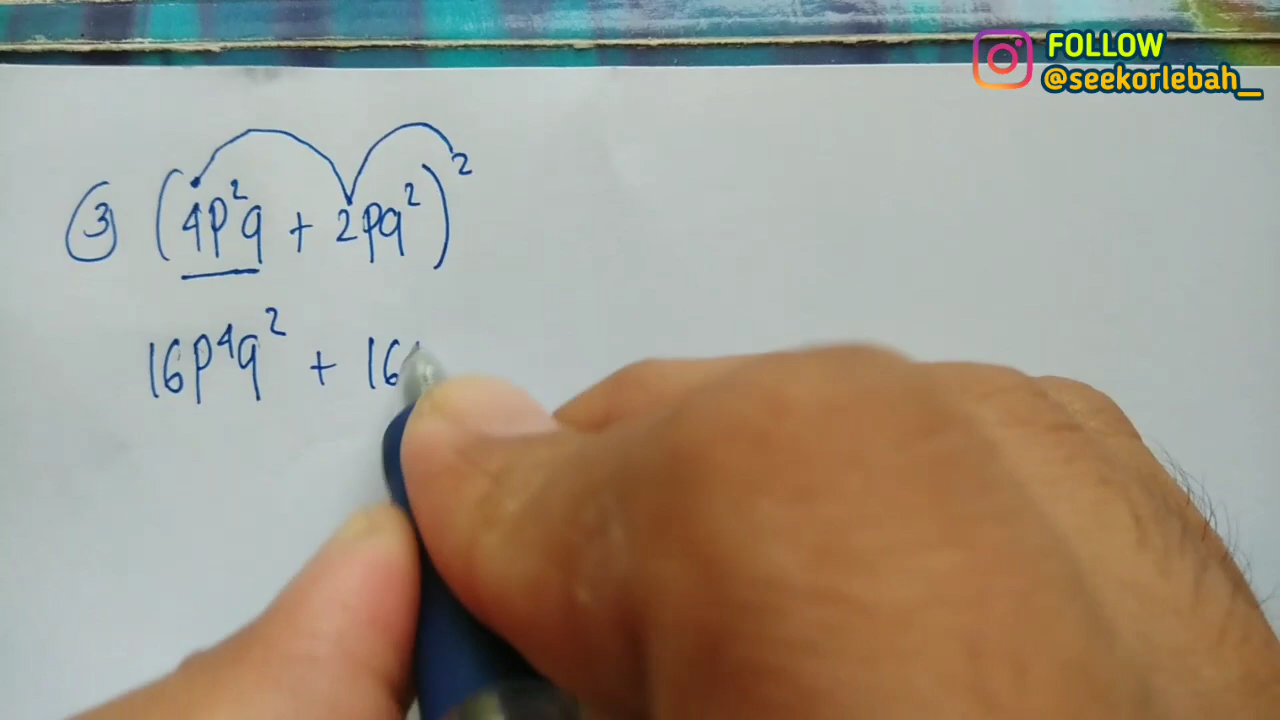 FOLLOW
@seekorlebah_
③ (4p²q + 2pq²)²
16p⁴q² + 16